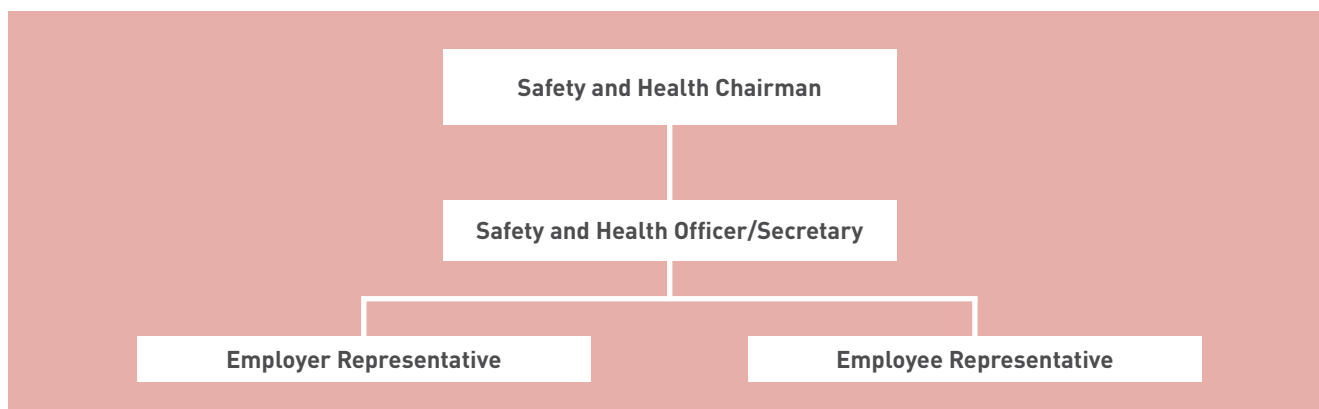 Safety and Health Chairman
Safety and Health Officer/Secretary
Employer Representative
Employee Representative